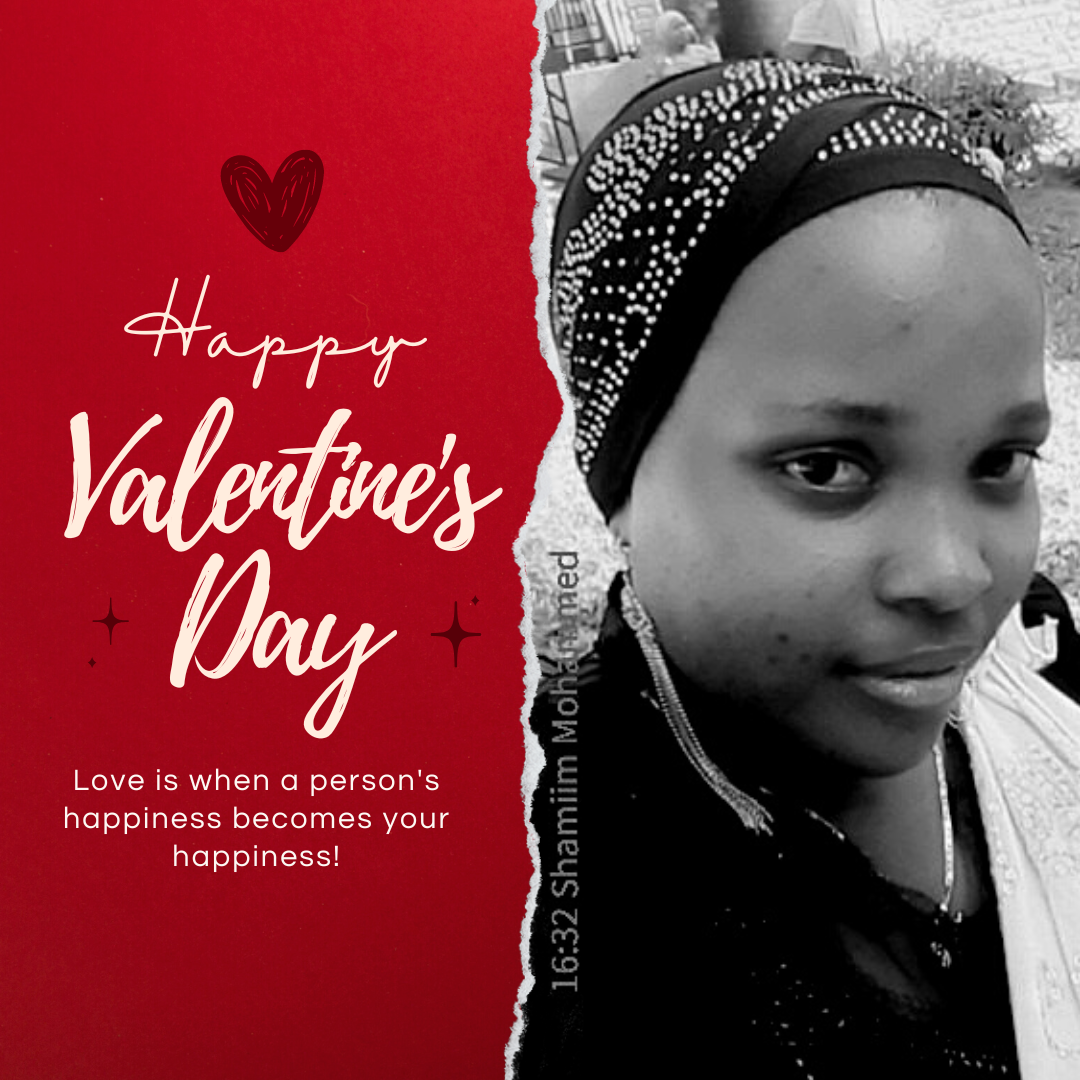 Happy
Valentine's
Day
Love is when a person's
happiness becomes your
happiness!
16:32 Shamiim Mohammed